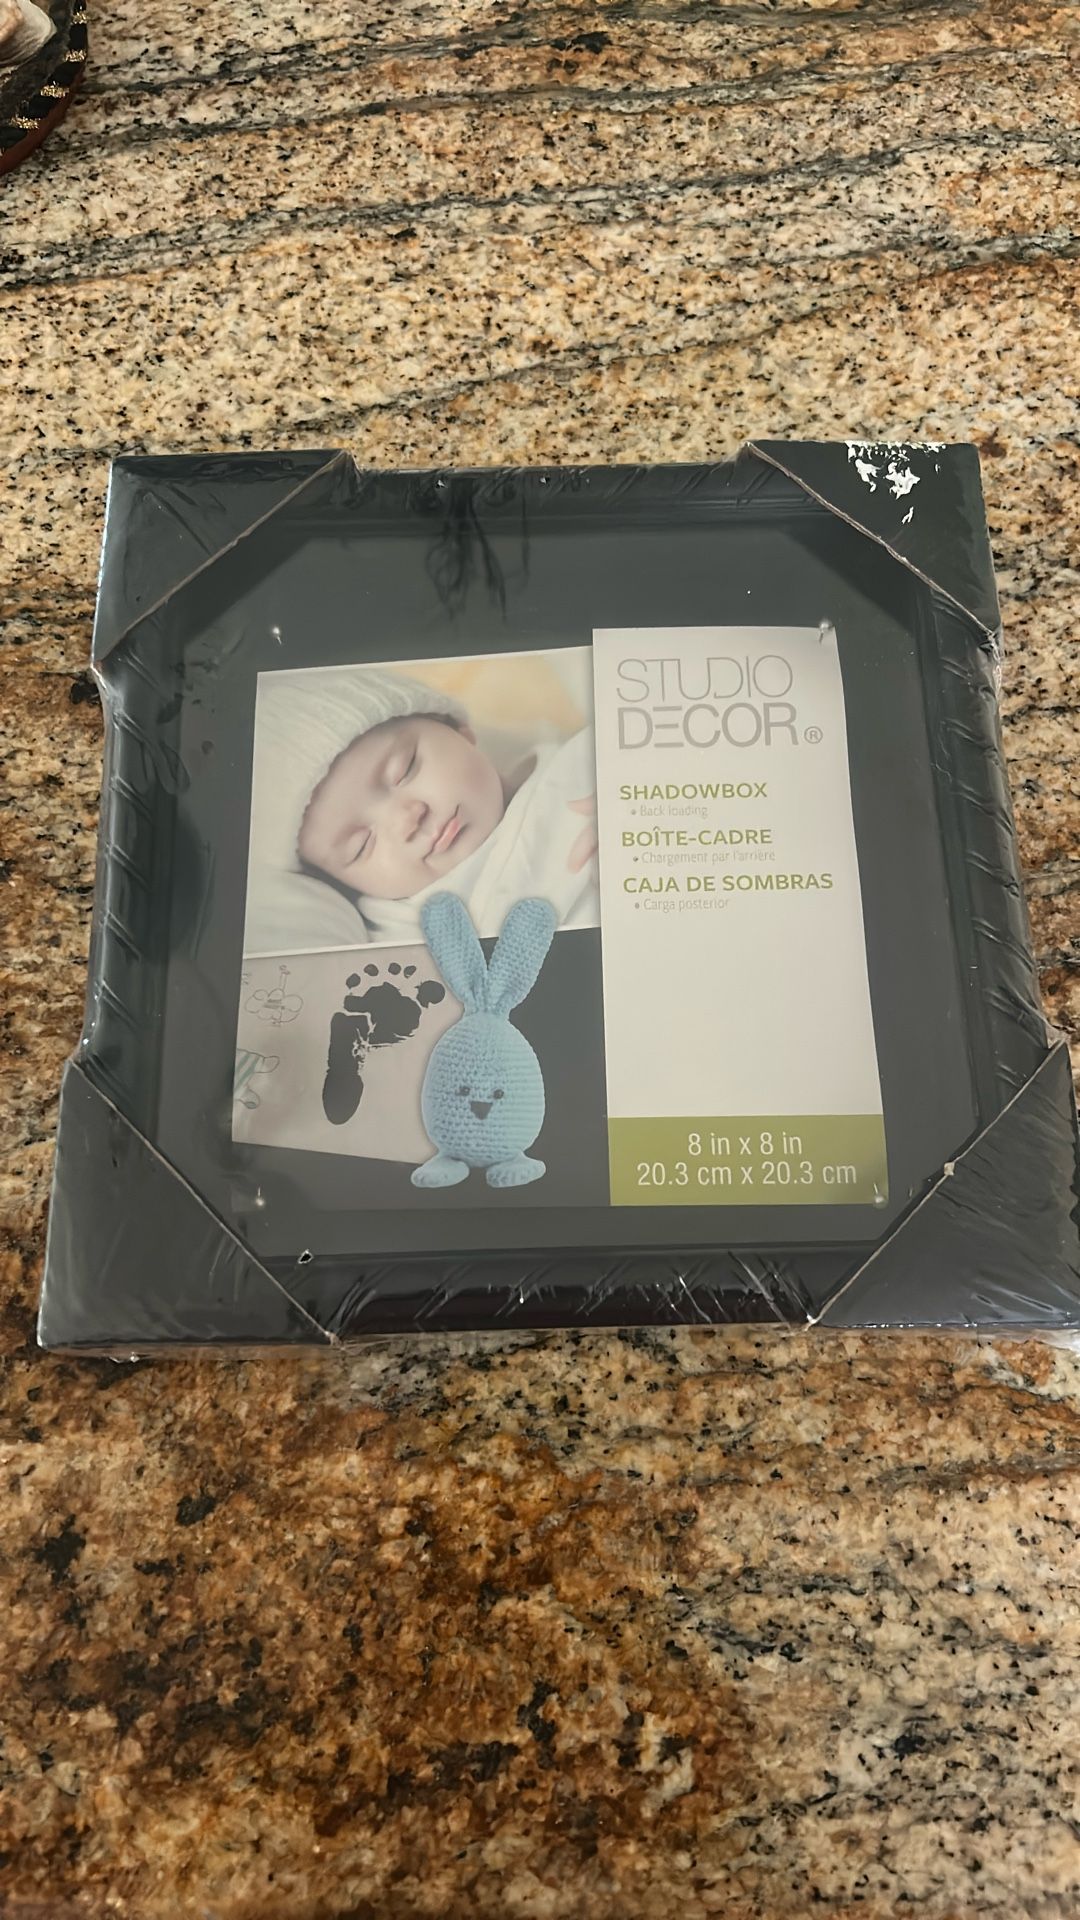 STUDIO
DECOR®
SHADOWBOX
• Back loading
BOÎTE-CADRE
• Chargement par l'arrière
CAJA DE SOMBRAS
• Carga posterior
8 in x 8 in
20.3 cm x 20.3 cm